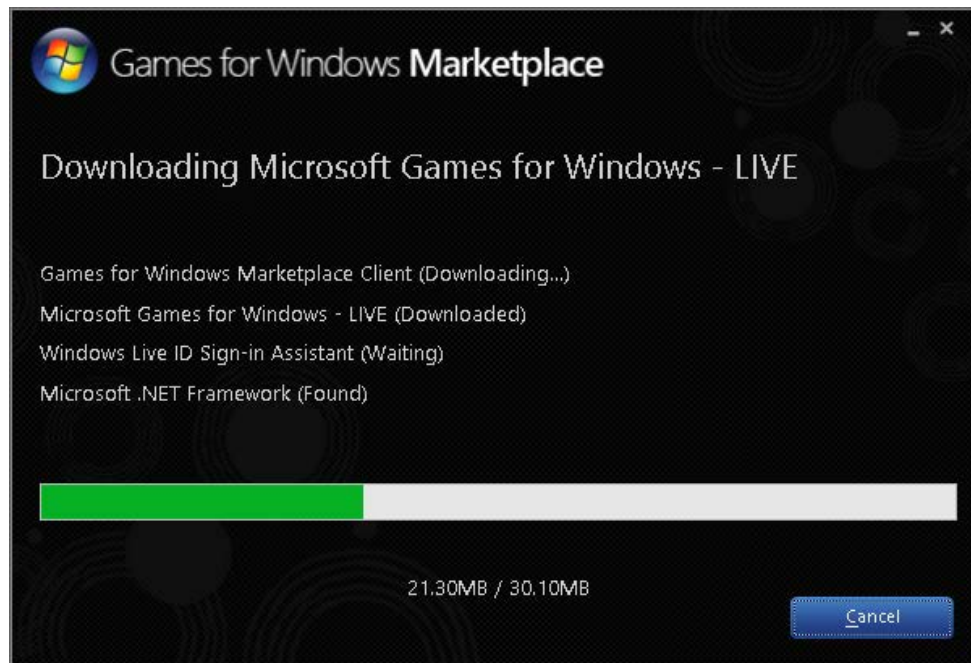 Games for Windows Marketplace
Downloading Microsoft Games for Windows - LIVE
Games for Windows Marketplace Client (Downloading...)
Microsoft Games for Windows - LIVE (Downloaded)
Windows Live ID Sign-in Assistant (Waiting)
Microsoft .NET Framework (Found)
21.30MB / 30.10MB
Cancel